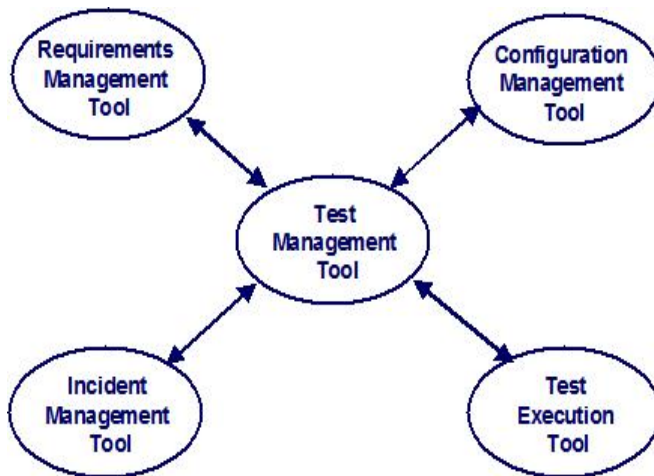 Requirements
Management
Tool
Configuration
Management
Tool
Test
Management
Tool
Incident
Management
Tool
Test
Execution
Tool